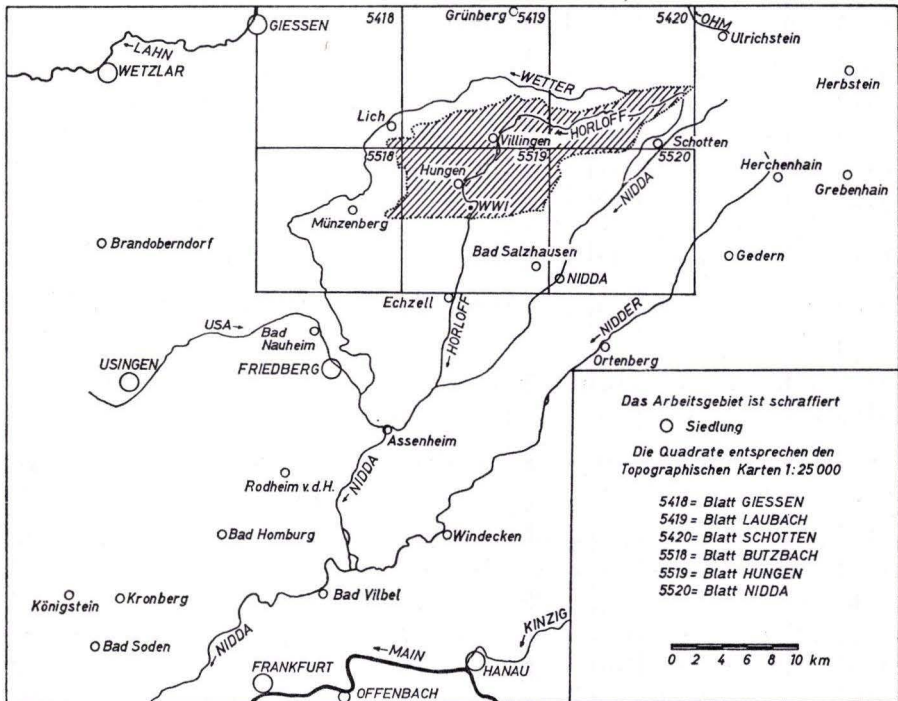 5418
Grünberg
5419
5420
←OHM
GIESSEN
Ulrichstein
←LAHN
WETZLAR
Herbstein
←WETTER
Lich
HORLOFF
←
Villingen
Schotten
5518
5519
5520
Hungen
Herchenhain
Grebenhain
NIDDA
←
WWI
Münzenberg
Brandoberndorf
Bad Salzhausen
Gedern
NIDDA
Echzell
←HORLOFF
USA→
Bad
Nauheim
←NIDDER
Ortenberg
USINGEN
FRIEDBERG
Assenheim
←NIDDA
Rodheim v.d.H.
Bad Homburg
Windecken
Königstein
Kronberg
Bad Vilbel
Bad Soden
←NIDDA
←KINZIG
←MAIN
FRANKFURT
HANAU
OFFENBACH
Das Arbeitsgebiet ist schraffiert
Siedlung
Die Quadrate entsprechen den
Topographischen Karten 1:25 000
5418= Blatt GIESSEN
5419= Blatt LAUBACH
5420= Blatt SCHOTTEN
5518= Blatt BUTZBACH
5519= Blatt HUNGEN
5520= Blatt NIDDA
0 2 4 6 8 10 km